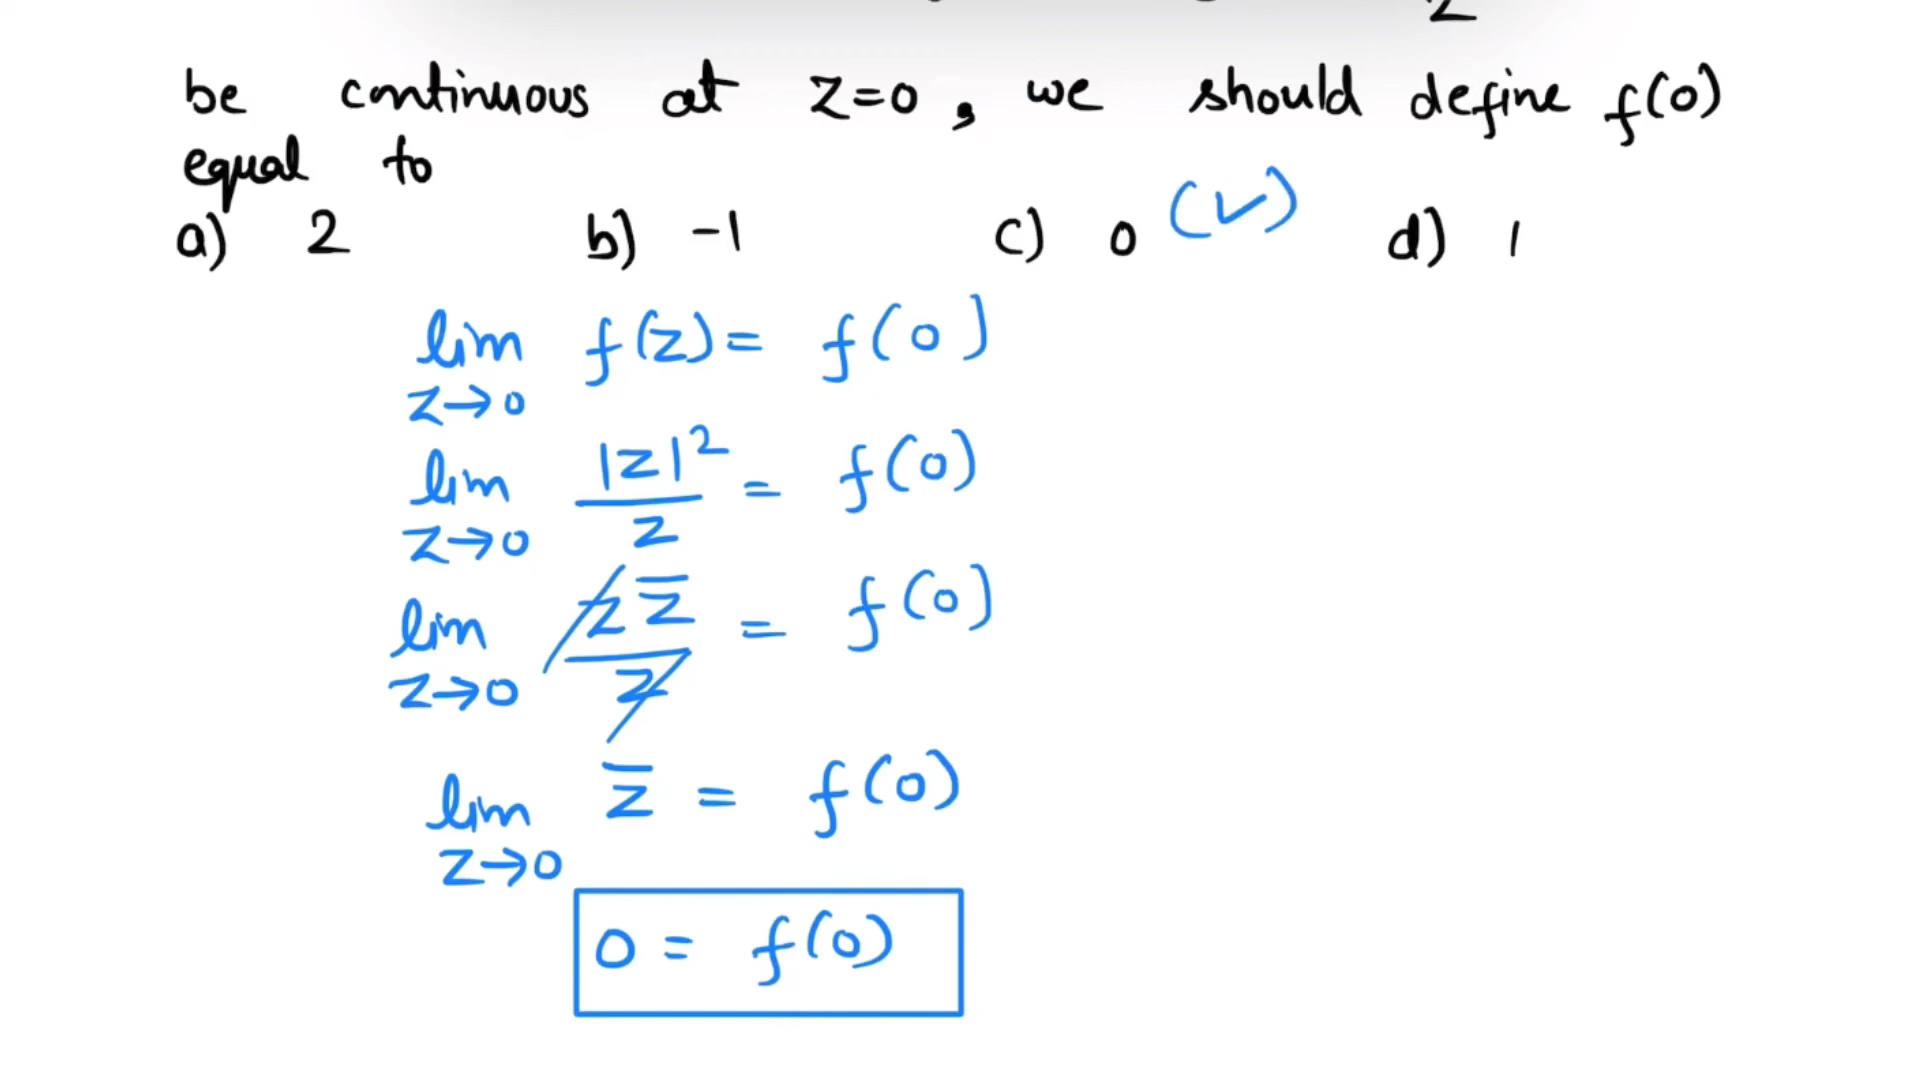 be continuous at z=0, we should define f(0)
equal to
a) 2 b) -1 c) 0 (✓) d) 1
lim z→0 f(z) = f(0)
lim z→0 |z|²/z = f(0)
lim z→0 z z̅/z = f(0)
lim z→0 z̅ = f(0)
0 = f(0)